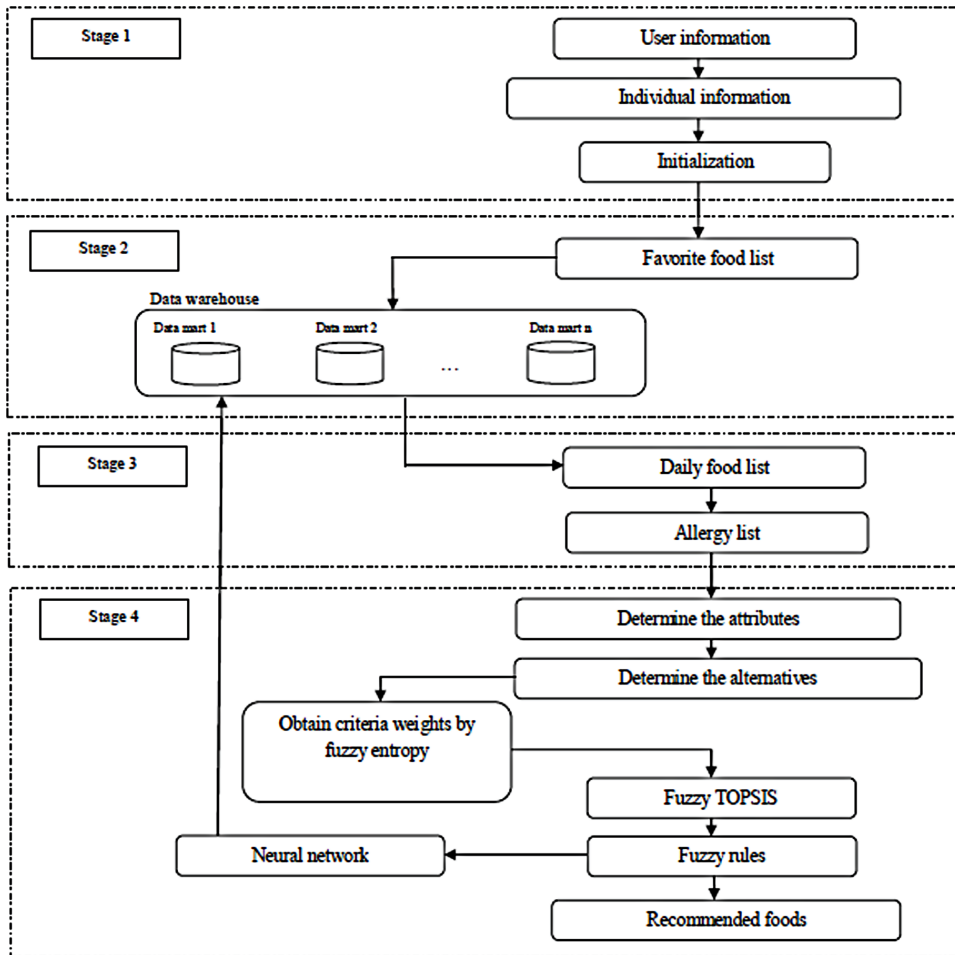 Stage 1
User information
Individual information
Initialization
Stage 2
Favorite food list
Data warehouse
Data mart 1
Data mart 2
Data mart n
...
Stage 3
Daily food list
Allergy list
Stage 4
Determine the attributes
Determine the alternatives
Obtain criteria weights by
fuzzy entropy
Fuzzy TOPSIS
Neural network
Fuzzy rules
Recommended foods